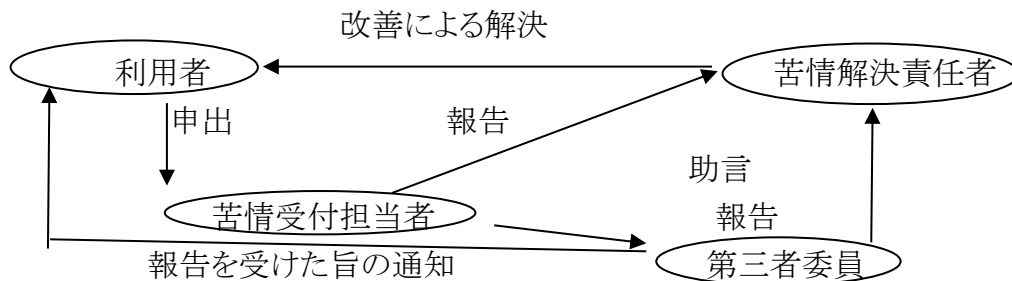 改善による解決
利用者
苦情解決責任者
申出
報告
助言
苦情受付担当者
報告
第三者委員
報告を受けた旨の通知